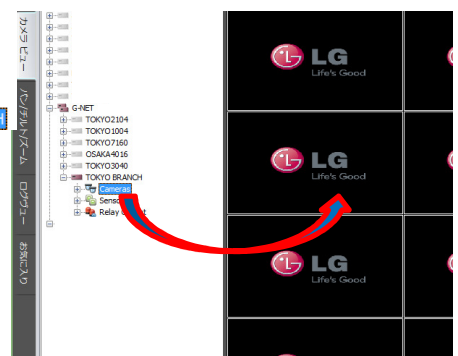 カメラ ビュー
パン/チルト/ズーム
ログヴュー
お気に入り
G-NET
TOKYO2104
TOKYO1004
TOKYO7160
OSAKA4016
TOKYO3040
TOKYO BRANCH
Cameras
Senso
Relay
t
LG
Life's Good
LG
Life's Good
LG
Life's Good